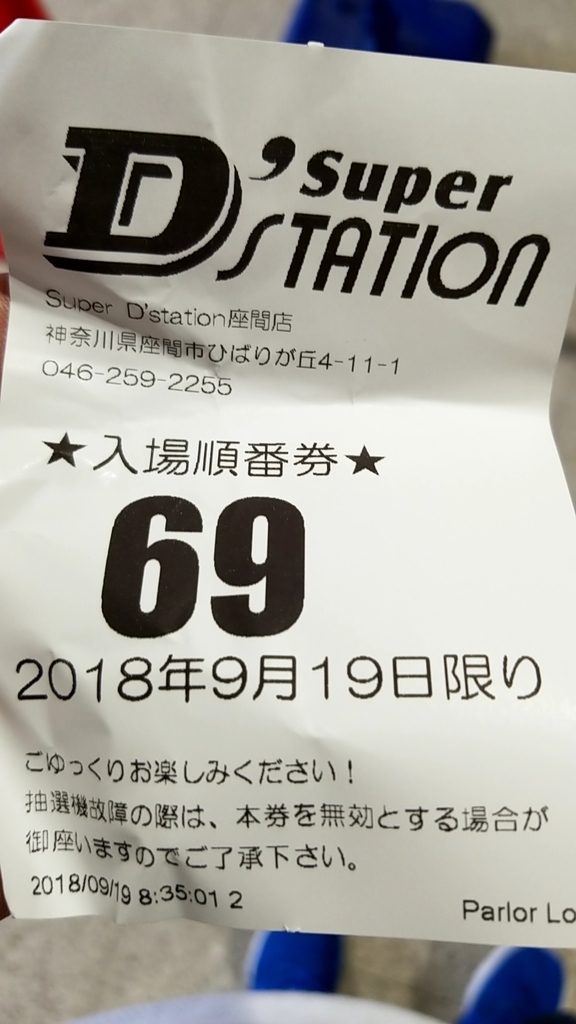 D'Super
STATION
Super D'station座間店
神奈川県座間市ひばりが丘4-11-1
046-259-2255
★入場順番券★
69
2018年9月19日限り
ごゆっくりお楽しみください！
抽選機故障の際は、本券を無効とする場合が
御座いますのでご了承下さい。
2018/09/19 8:35:01 2
Parlor Lo